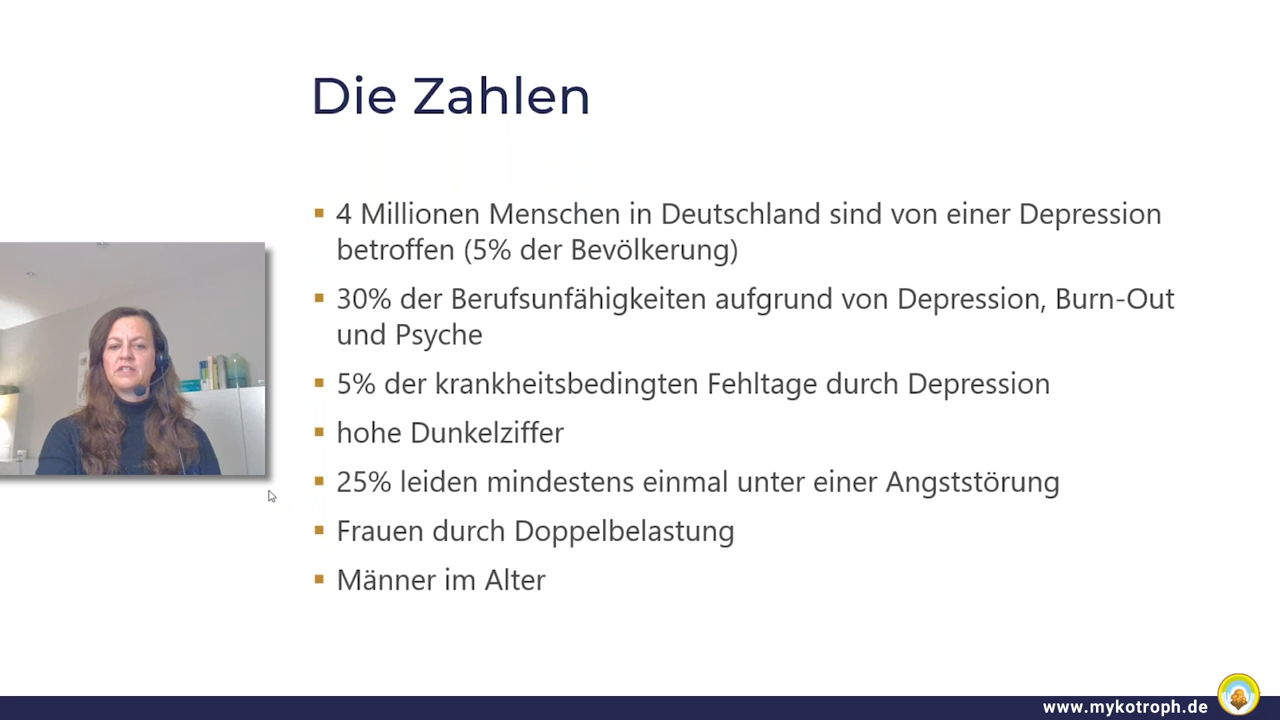 Die Zahlen
▪ 4 Millionen Menschen in Deutschland sind von einer Depression
betroffen (5% der Bevölkerung)
▪ 30% der Berufsunfähigkeiten aufgrund von Depression, Burn-Out
und Psyche
▪ 5% der krankheitsbedingten Fehltage durch Depression
▪ hohe Dunkelziffer
▪ 25% leiden mindestens einmal unter einer Angststörung
▪ Frauen durch Doppelbelastung
▪ Männer im Alter
www.mykotroph.de